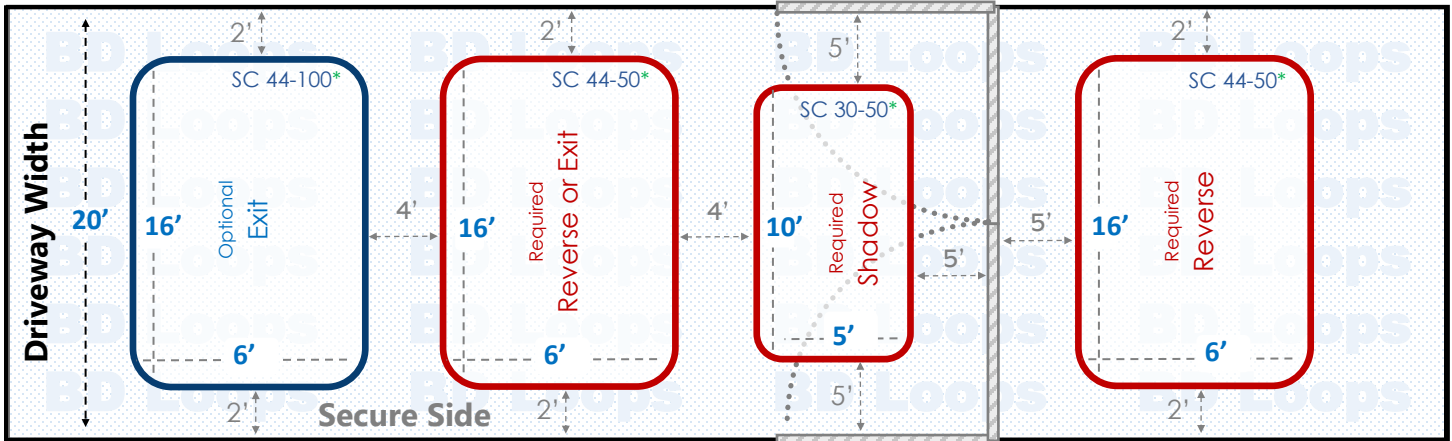 Driveway Width
20’
2’
SC 44-100*
16’
Optional
Exit
6’
2’
4’
2’
SC 44-50*
16’
Required
Reverse or Exit
6’
2’
4’
5’
SC 30-50*
10’
Required
Shadow
5’
5’
5’
5’
2’
SC 44-50*
16’
Required
Reverse
6’
2’
Secure Side
BD Loops